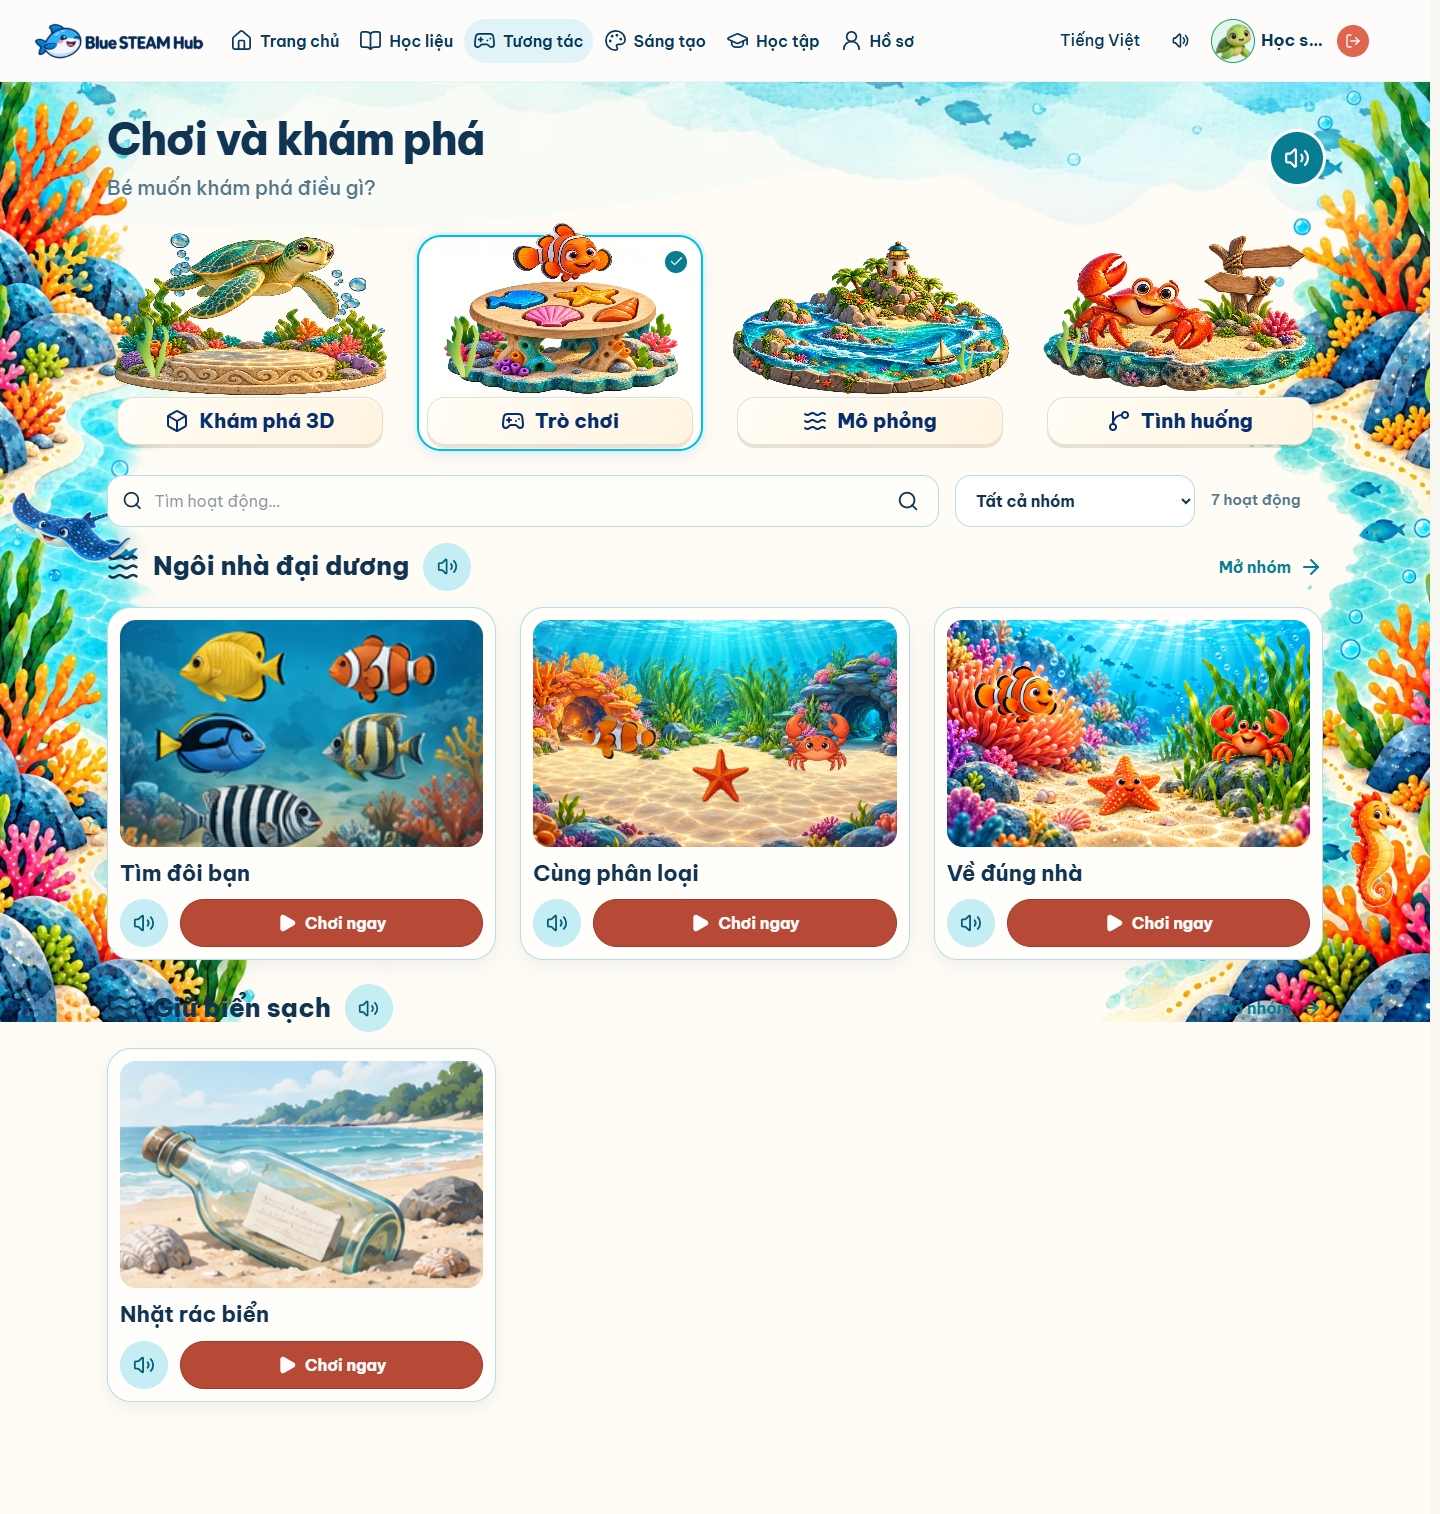 Blue STEAM Hub
Trang chủ
Học liệu
Tương tác
Sáng tạo
Học tập
Hồ sơ
Tiếng Việt
Học s...
Chơi và khám phá
Bé muốn khám phá điều gì?
Khám phá 3D
Trò chơi
Mô phỏng
Tình huống
Tìm hoạt động...
Tất cả nhóm
7 hoạt động
Ngôi nhà đại dương
Mở nhóm
Tìm đôi bạn
Cùng phân loại
Về đúng nhà
Chơi ngay
Chơi ngay
Chơi ngay
Giữ biển sạch
Mở nhóm
Nhặt rác biển
Chơi ngay